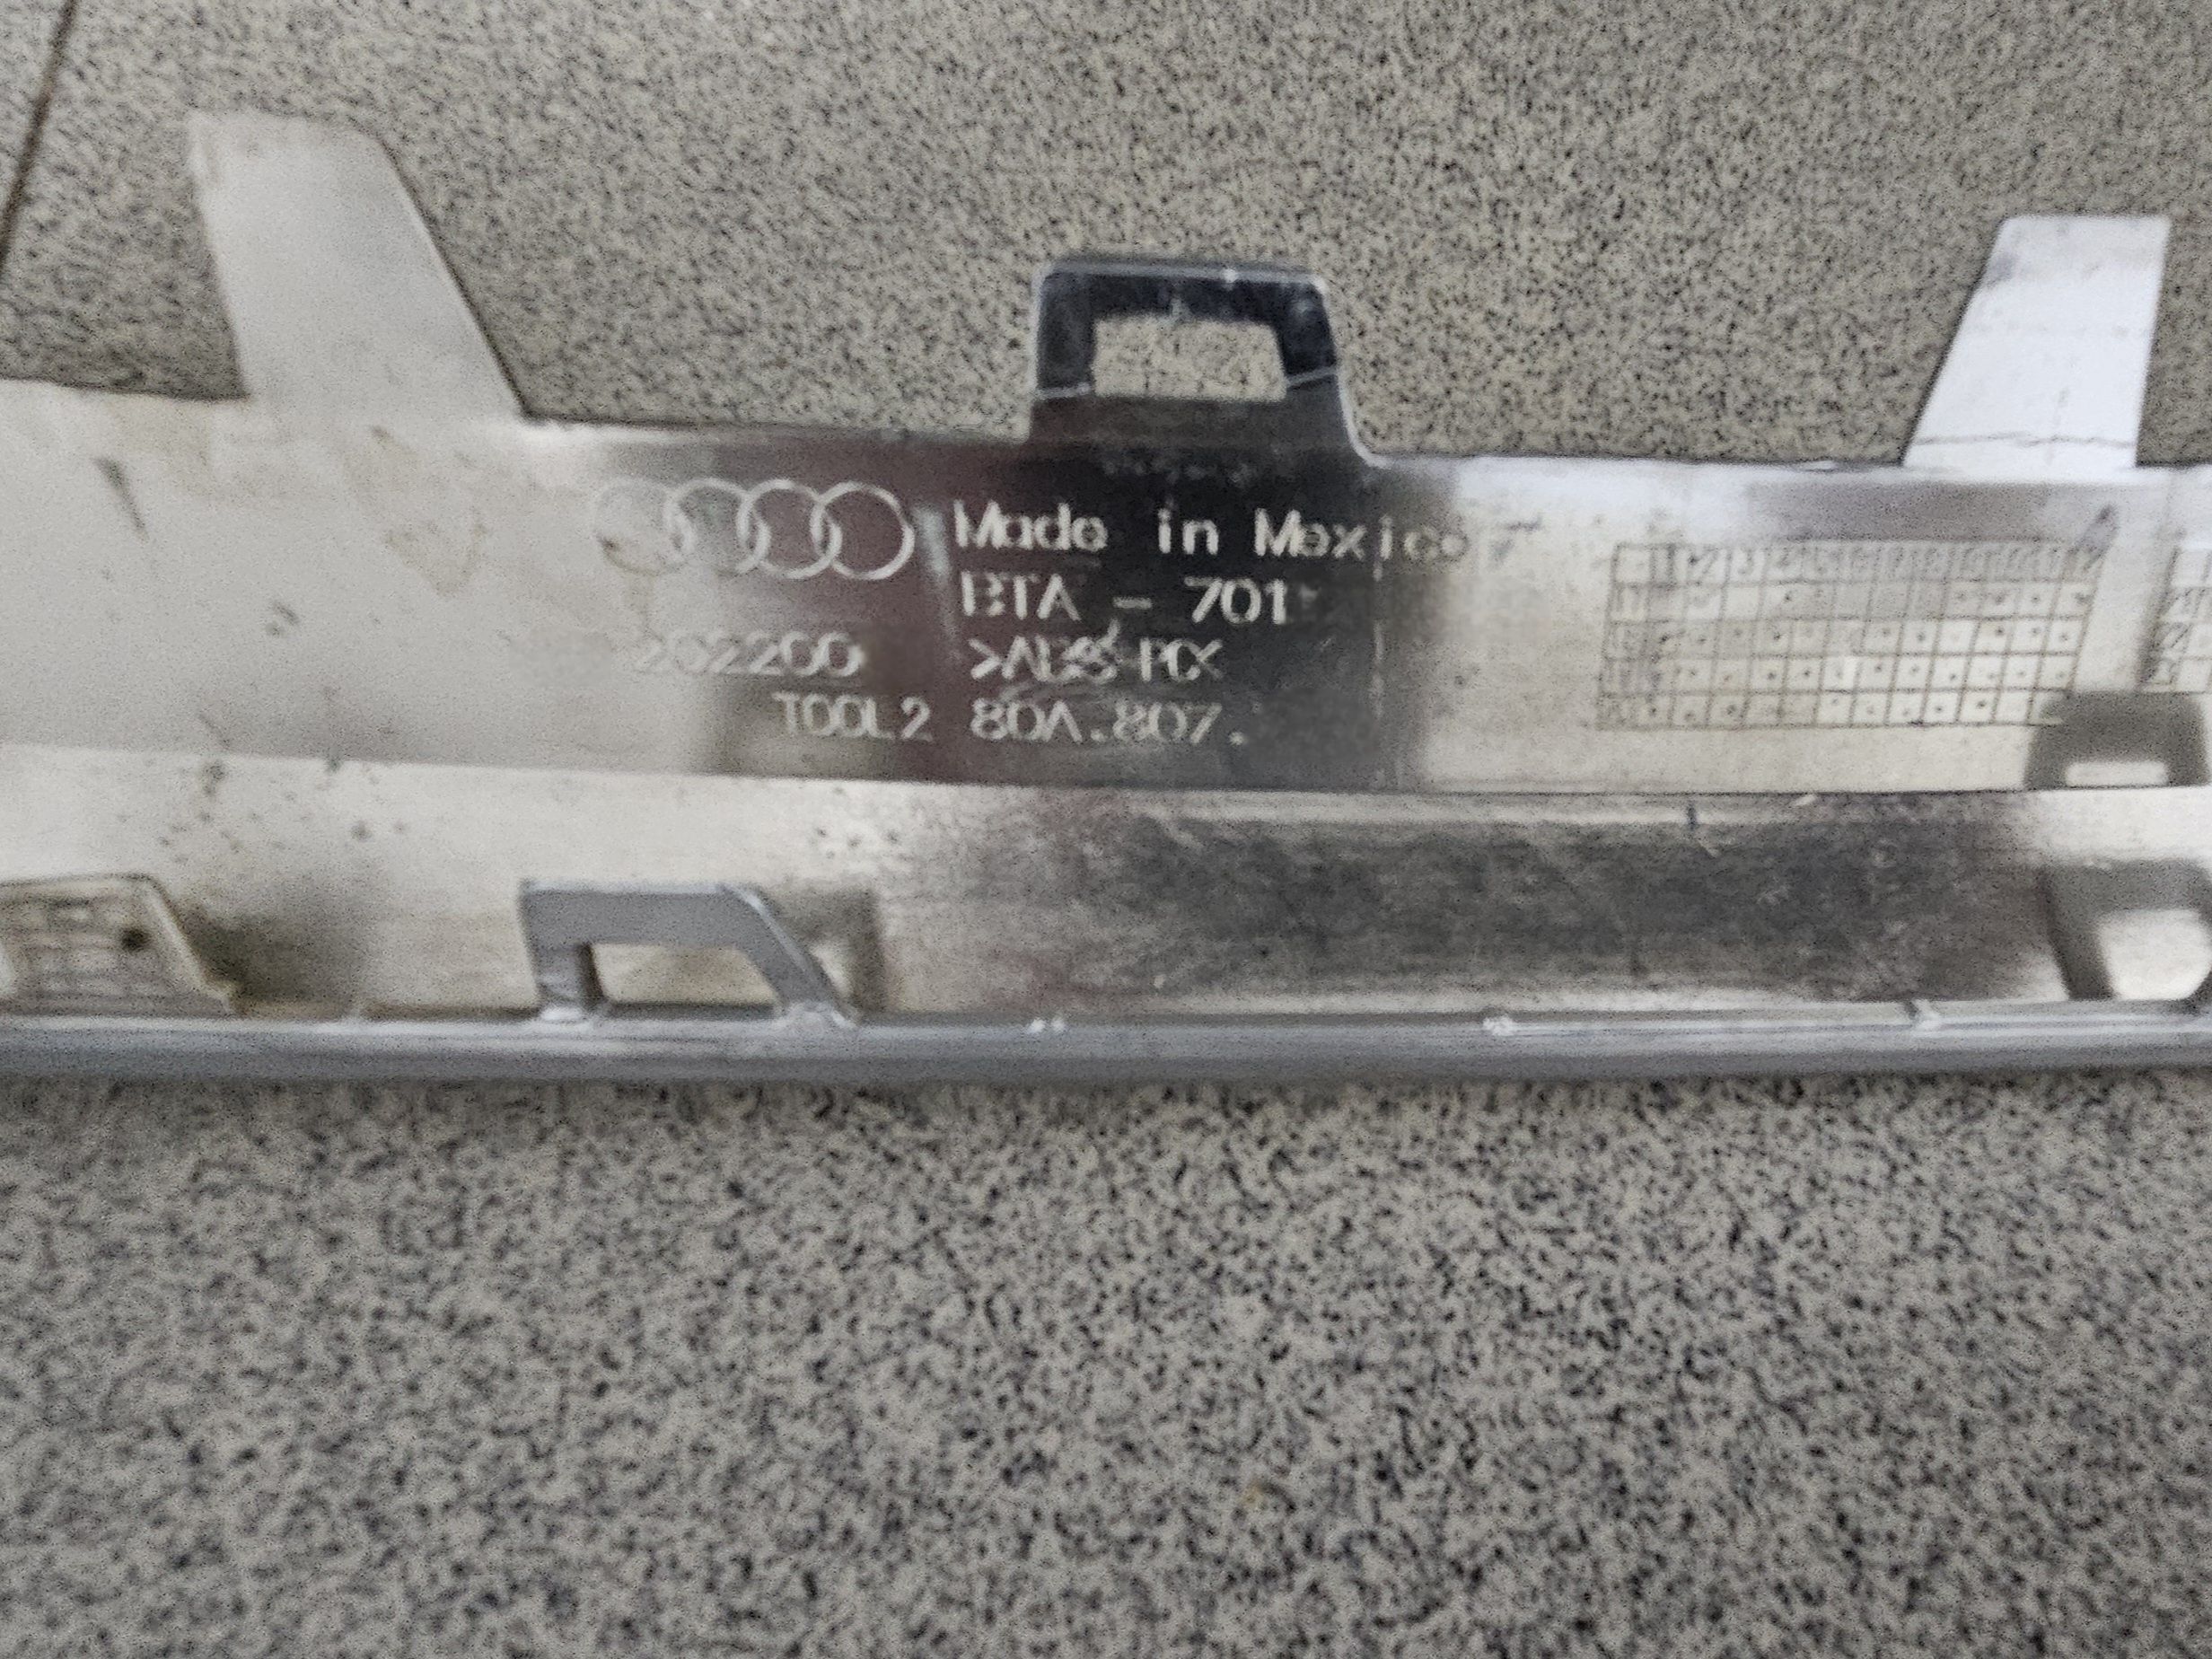 Made in Mexico
BTA - 701
202200 >ABS+PC<
TOOL2 80A.807.